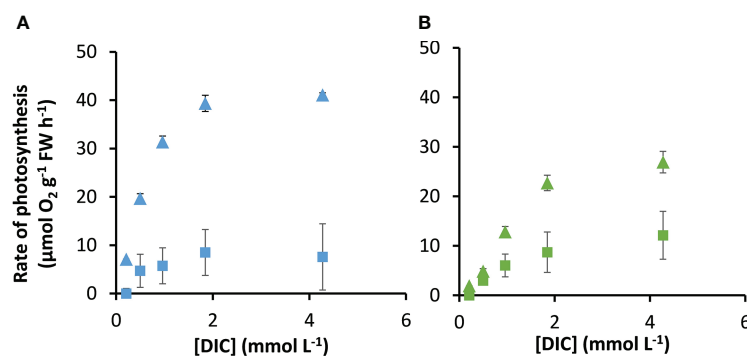 A
B
Rate of photosynthesis
(µmol O₂ g⁻¹ FW h⁻¹)
50
40
30
20
10
0
0 2 4 6
[DIC] (mmol L⁻¹)
50
40
30
20
10
0
0 2 4 6
[DIC] (mmol L⁻¹)